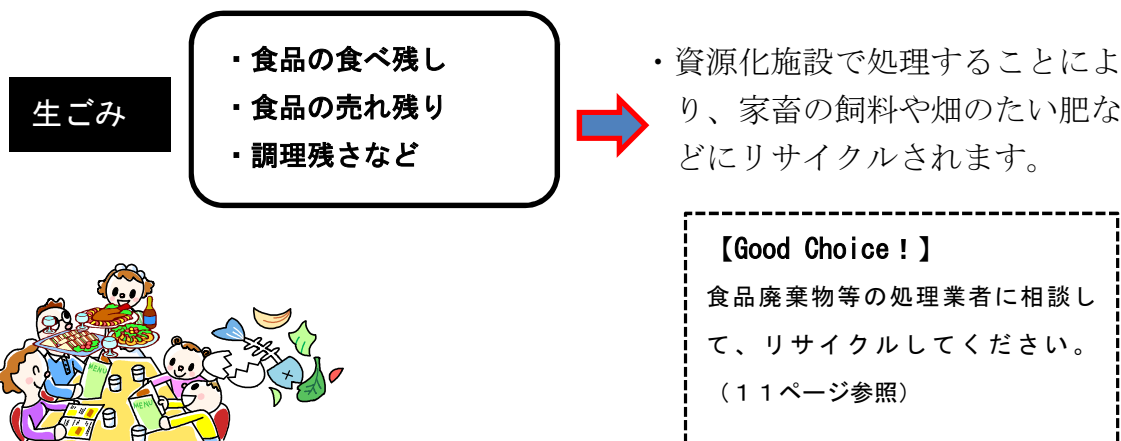 生ごみ
・食品の食べ残し
・食品の売れ残り
・調理残さなど
・資源化施設で処理することによ
り、家畜の飼料や畑のたい肥な
どにリサイクルされます。
【Good Choice！】
食品廃棄物等の処理業者に相談し
て、リサイクルしてください。
（１１ページ参照）
MENU
MENU